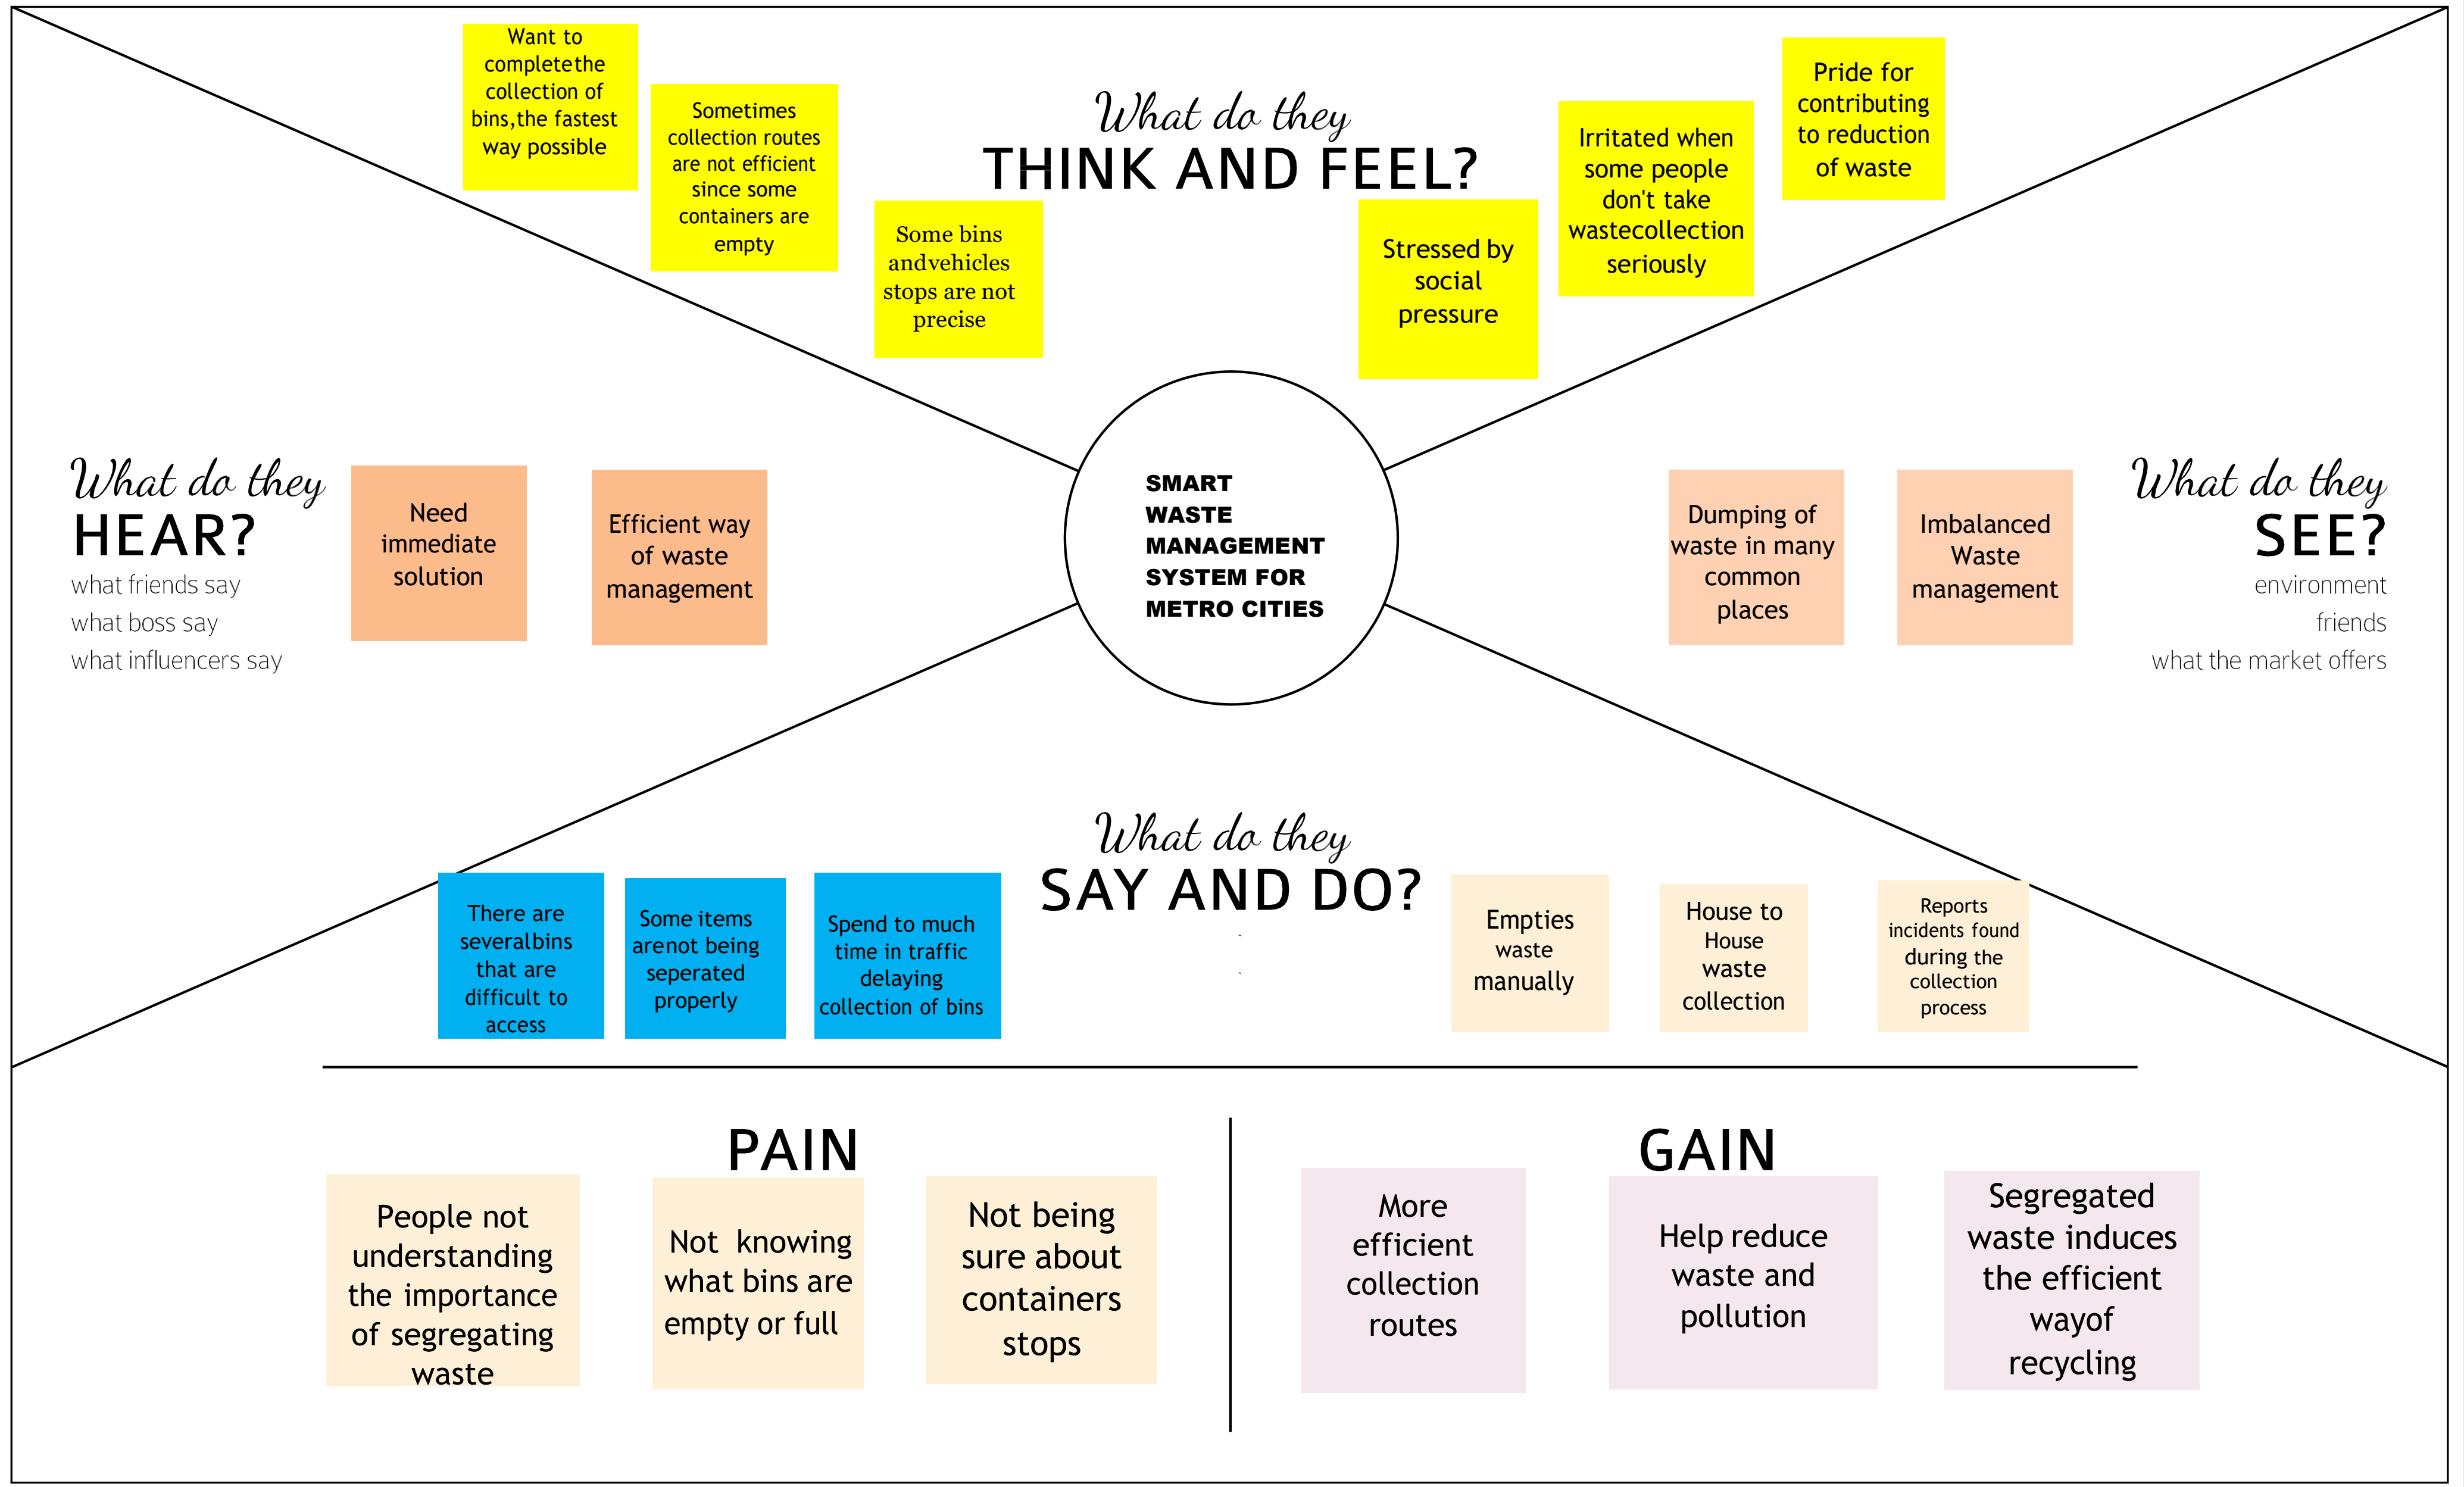 What do they
THINK AND FEEL?
Want to
completethe
collection of
bins,the fastest
way possible
Sometimes
collection routes
are not efficient
since some
containers are
empty
Some bins
andvehicles
stops are not
precise
Stressed by
social
pressure
Irritated when
some people
don't take
wastecollection
seriously
Pride for
contributing
to reduction
of waste
What do they
HEAR?
what friends say
what boss say
what influencers say
Need
immediate
solution
Efficient way
of waste
management
SMART
WASTE
MANAGEMENT
SYSTEM FOR
METRO CITIES
Dumping of
waste in many
common
places
Imbalanced
Waste
management
What do they
SEE?
environment
friends
what the market offers
What do they
SAY AND DO?
There are
severalbins
that are
difficult to
access
Some items
arenot being
seperated
properly
Spend to much
time in traffic
delaying
collection of bins
Empties
waste
manually
House to
House
waste
collection
Reports
incidents found
during the
collection
process
PAIN
People not
understanding
the importance
of segregating
waste
Not knowing
what bins are
empty or full
Not being
sure about
containers
stops
GAIN
More
efficient
collection
routes
Help reduce
waste and
pollution
Segregated
waste induces
the efficient
wayof
recycling